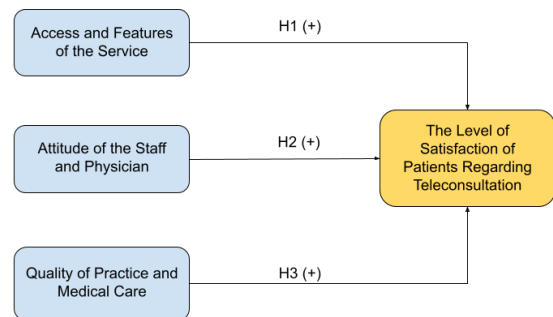 Access and Features
of the Service
H1 (+)
Attitude of the Staff
and Physician
H2 (+)
The Level of
Satisfaction of
Patients Regarding
Teleconsultation
Quality of Practice and
Medical Care
H3 (+)